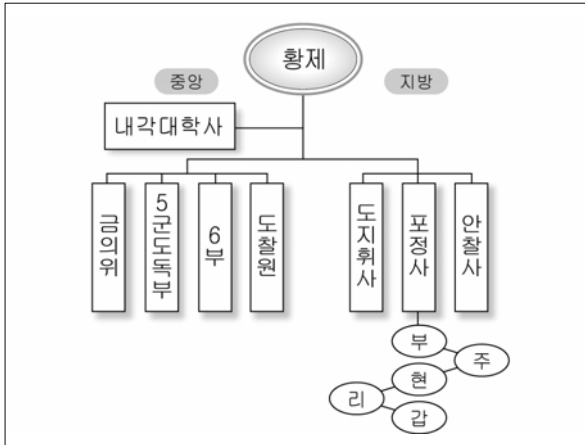 황제
중앙
지방
내각대학사
금의위
5군도독부
6부
도찰원
도지휘사
포정사
안찰사
부
주
현
리
갑